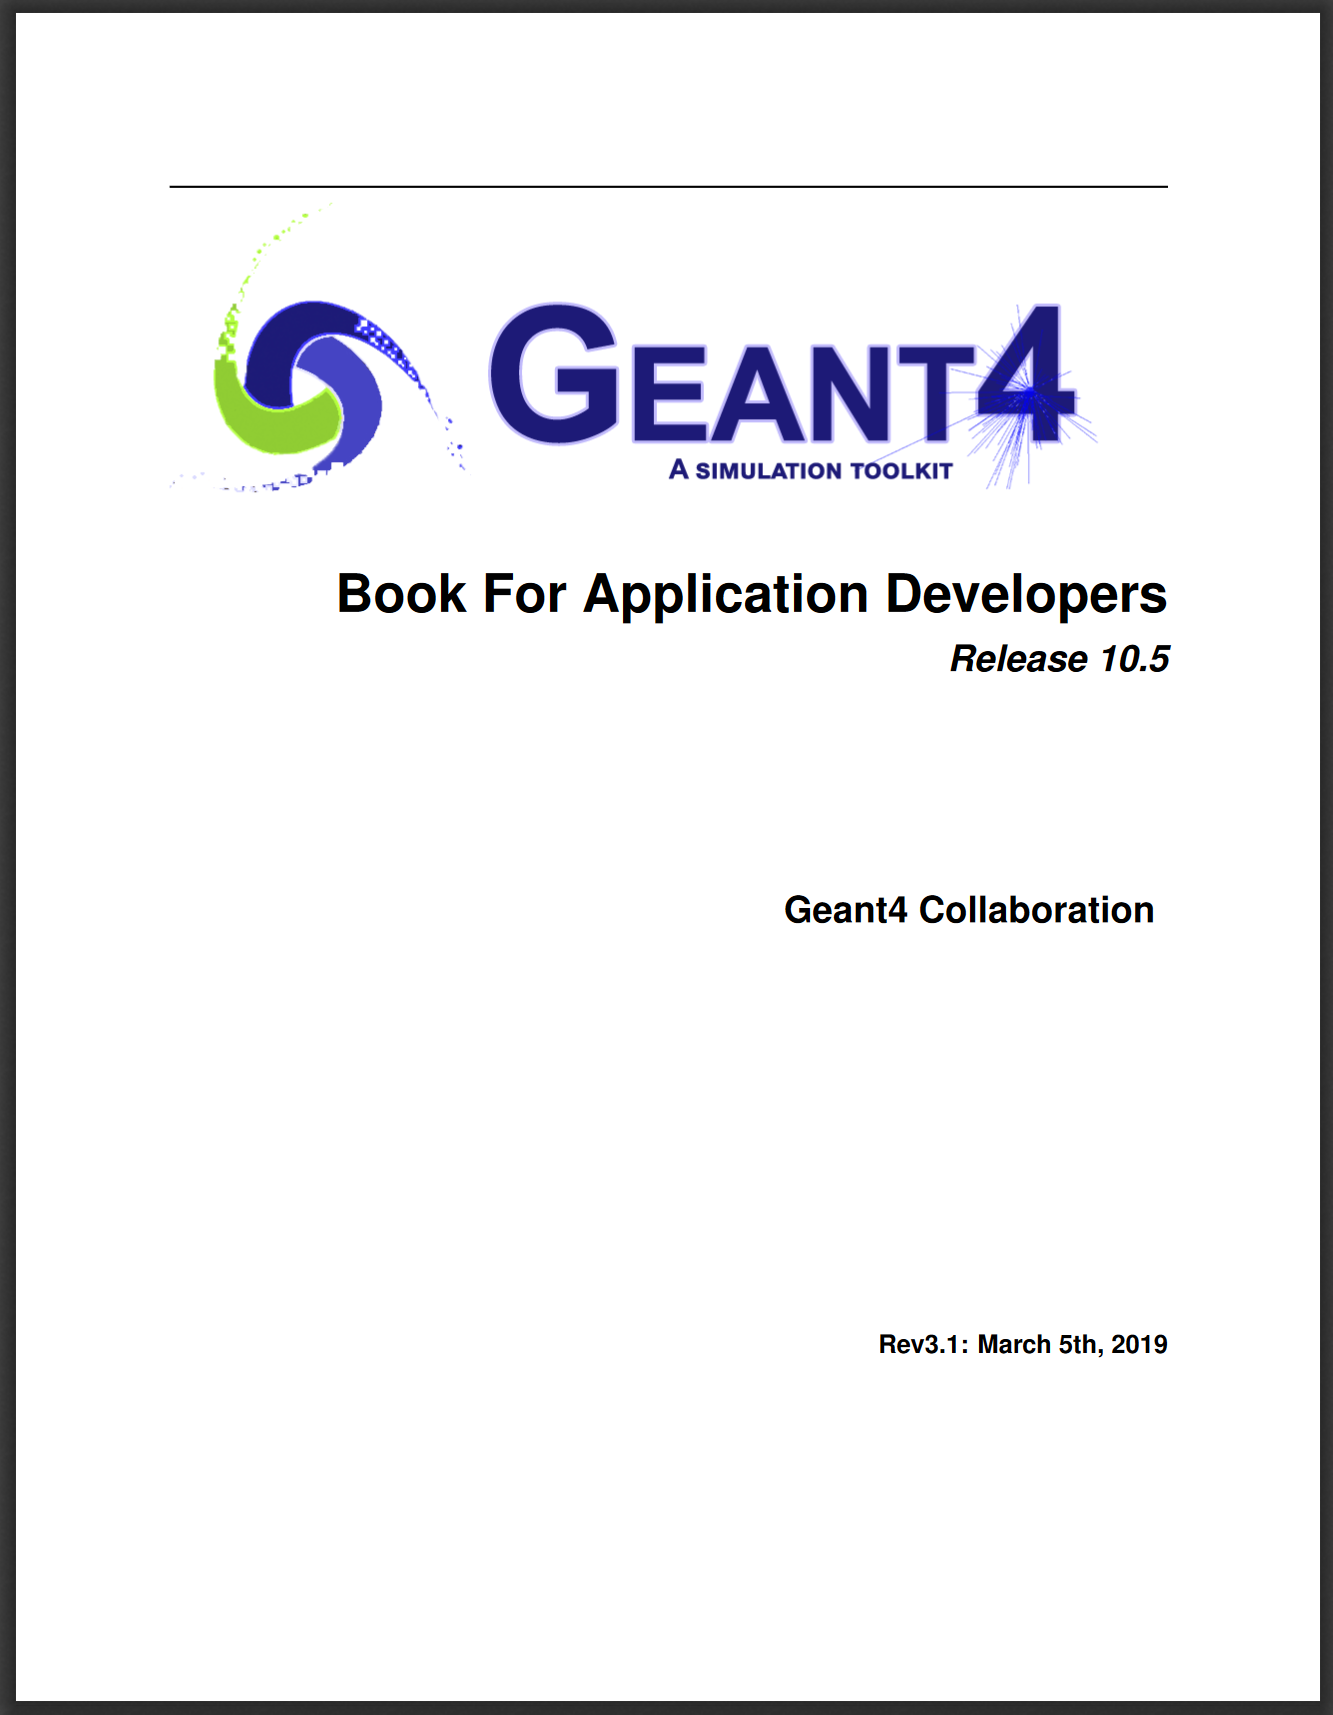 GEANT4
A SIMULATION TOOLKIT
Book For Application Developers
Release 10.5
Geant4 Collaboration
Rev3.1: March 5th, 2019